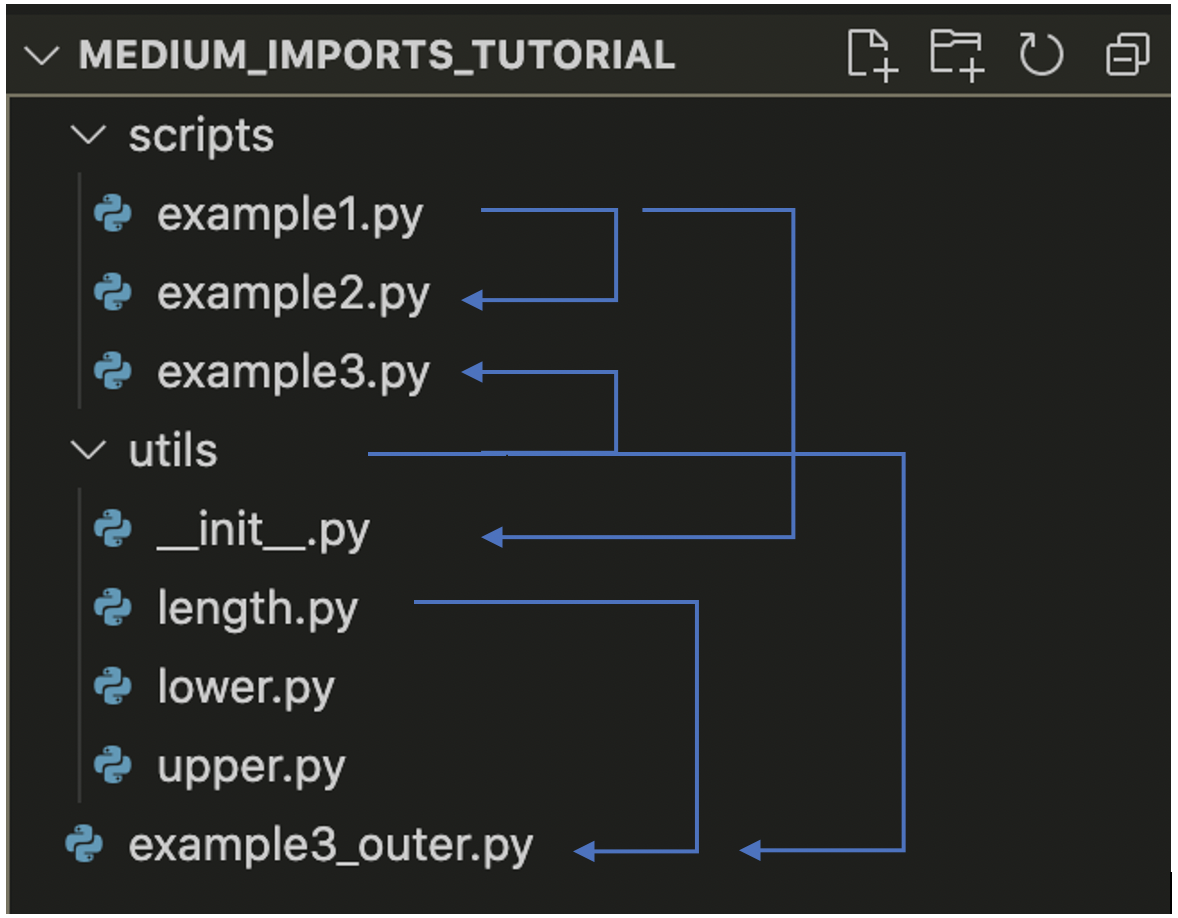 MEDIUM_IMPORTS_TUTORIAL
scripts
example1.py
example2.py
example3.py
utils
__init__.py
length.py
lower.py
upper.py
example3_outer.py